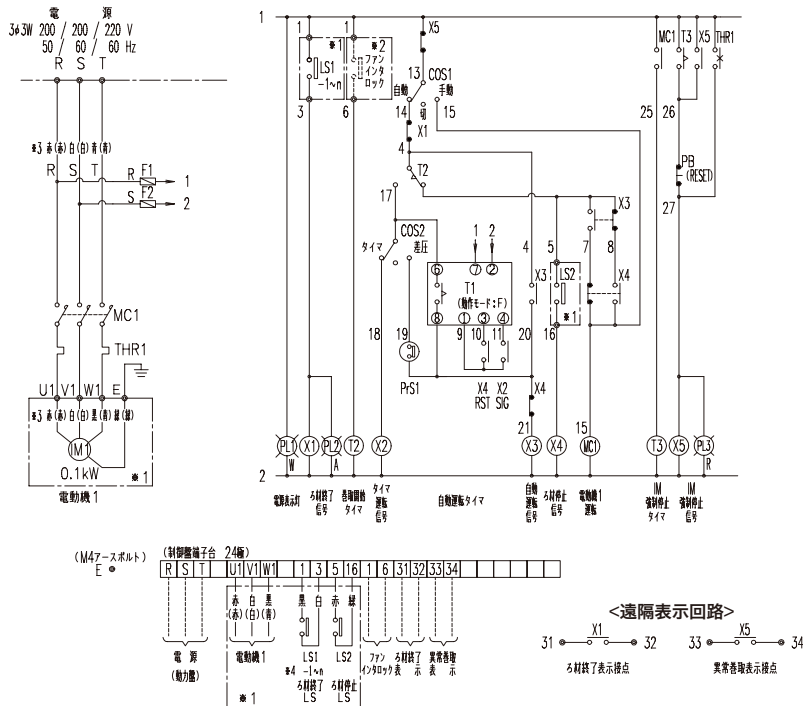 電 源
3φ3W 200 / 200 / 220 V
50 / 60 / 60 Hz
R S T
※3 赤(赤) 白(白) 青(青)
R S T
R F1 1
S F2 2
MC1
THR1
U1 V1 W1 E
※3 赤(赤) 白(白) 黒(青) 緑(緑)
IM1
0.1kW
※1
電動機1
1
1 ※1
LS1
-1~n
3
1 ※2
ファン
インタ
ロック
6
X5
13 COS1
自動 切 手動
14 15
X1
4
T2
17
COS2
タイマ 差圧
18 19
PrS1
1 2
⑥ ⑦ ②
T1
(動作モード:F)
⑧ ① ③ ④
9 10 11
X4 X2
RST SIG
4
X3
20
X4
21
5
LS2
※1
16
X3
7 8
X4
15
MC1 T3 X5 THR1
25 26
PB
(RESET)
27
PL1 W
X1
PL2 A
T2
X2
X3
X4
MC1
T3
X5
PL3 R
2
電源表示灯
ろ材終了
信号
巻取開始
タイマ
タイマ
運転
信号
自動運転タイマ
自動
運転
信号
ろ材停止
信号
電動機1
運転
IM
強制停止
タイマ
IM
強制停止
信号
(M4アースボルト)
E
(制御盤端子台 24極)
R S T U1 V1 W1 1 3 5 16 1 6 31 32 33 34
赤 白 黒 黒 白 赤 緑
(赤) (白) (青)
電 源
(動力盤)
電動機1
※1
LS1
※4 -1~n
ろ材終了
LS
LS2
ろ材停止
LS
ファン
インタロック
ろ材終了
表 示
異常巻取
表 示
<遠隔表示回路>
31 X1 32
ろ材終了表示接点
33 X5 34
異常巻取表示接点